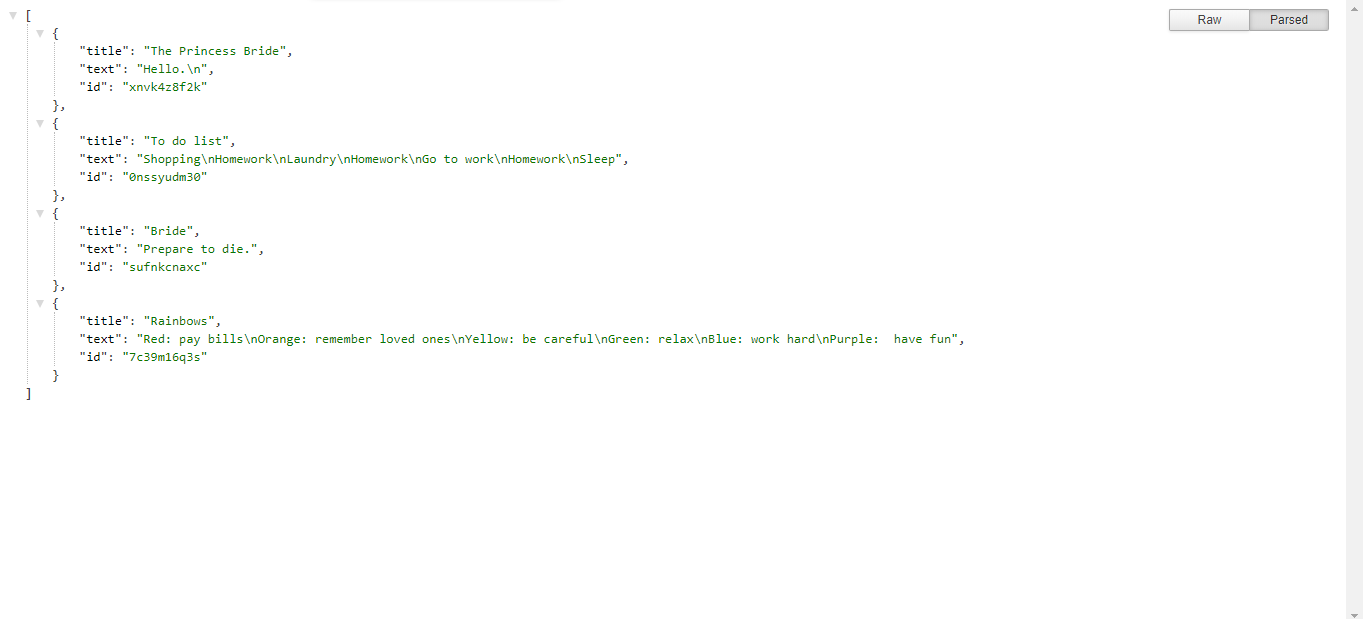 [
{
"title": "The Princess Bride",
"text": "Hello.\n",
"id": "xnvk4z8f2k"
},
{
"title": "To do list",
"text": "Shopping\nHomework\nLaundry\nHomework\nGo to work\nHomework\nSleep",
"id": "0nssyudm30"
},
{
"title": "Bride",
"text": "Prepare to die.",
"id": "sufnkcnaxc"
},
{
"title": "Rainbows",
"text": "Red: pay bills\nOrange: remember loved ones\nYellow: be careful\nGreen: relax\nBlue: work hard\nPurple:  have fun",
"id": "7c39m16q3s"
}
]
Raw Parsed